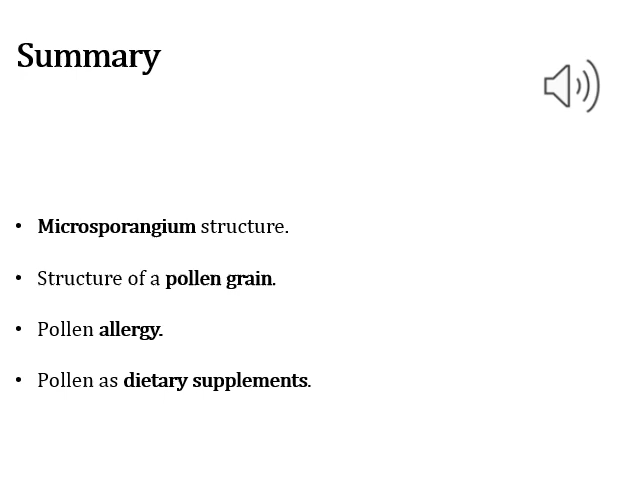 Summary
• Microsporangium structure.
• Structure of a pollen grain.
• Pollen allergy.
• Pollen as dietary supplements.